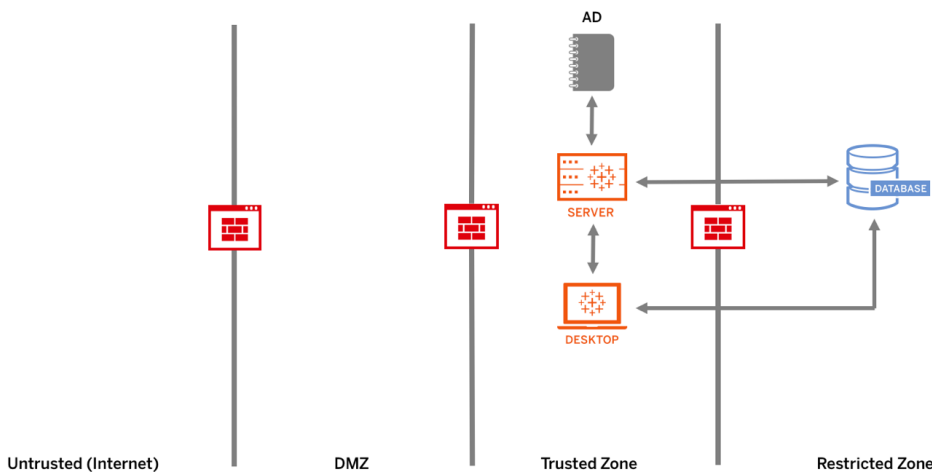 AD
SERVER
DATABASE
DESKTOP
Untrusted (Internet)
DMZ
Trusted Zone
Restricted Zone